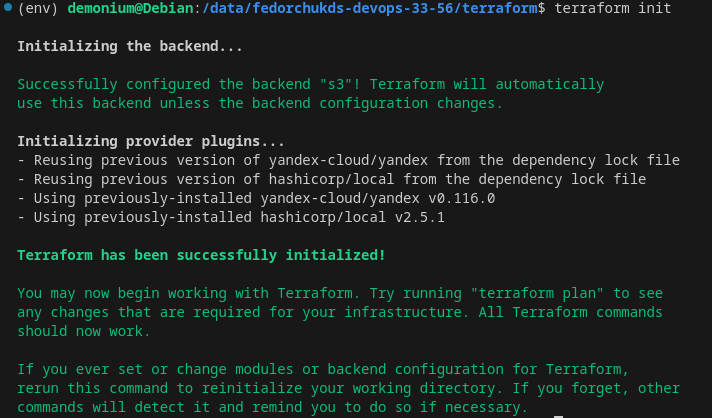 (env) demonium@Debian:/data/fedorchukds-devops-33-56/terraform$ terraform init
Initializing the backend...
Successfully configured the backend "s3"! Terraform will automatically
use this backend unless the backend configuration changes.
Initializing provider plugins...
- Reusing previous version of yandex-cloud/yandex from the dependency lock file
- Reusing previous version of hashicorp/local from the dependency lock file
- Using previously-installed yandex-cloud/yandex v0.116.0
- Using previously-installed hashicorp/local v2.5.1
Terraform has been successfully initialized!
You may now begin working with Terraform. Try running "terraform plan" to see
any changes that are required for your infrastructure. All Terraform commands
should now work.
If you ever set or change modules or backend configuration for Terraform,
rerun this command to reinitialize your working directory. If you forget, other
commands will detect it and remind you to do so if necessary.